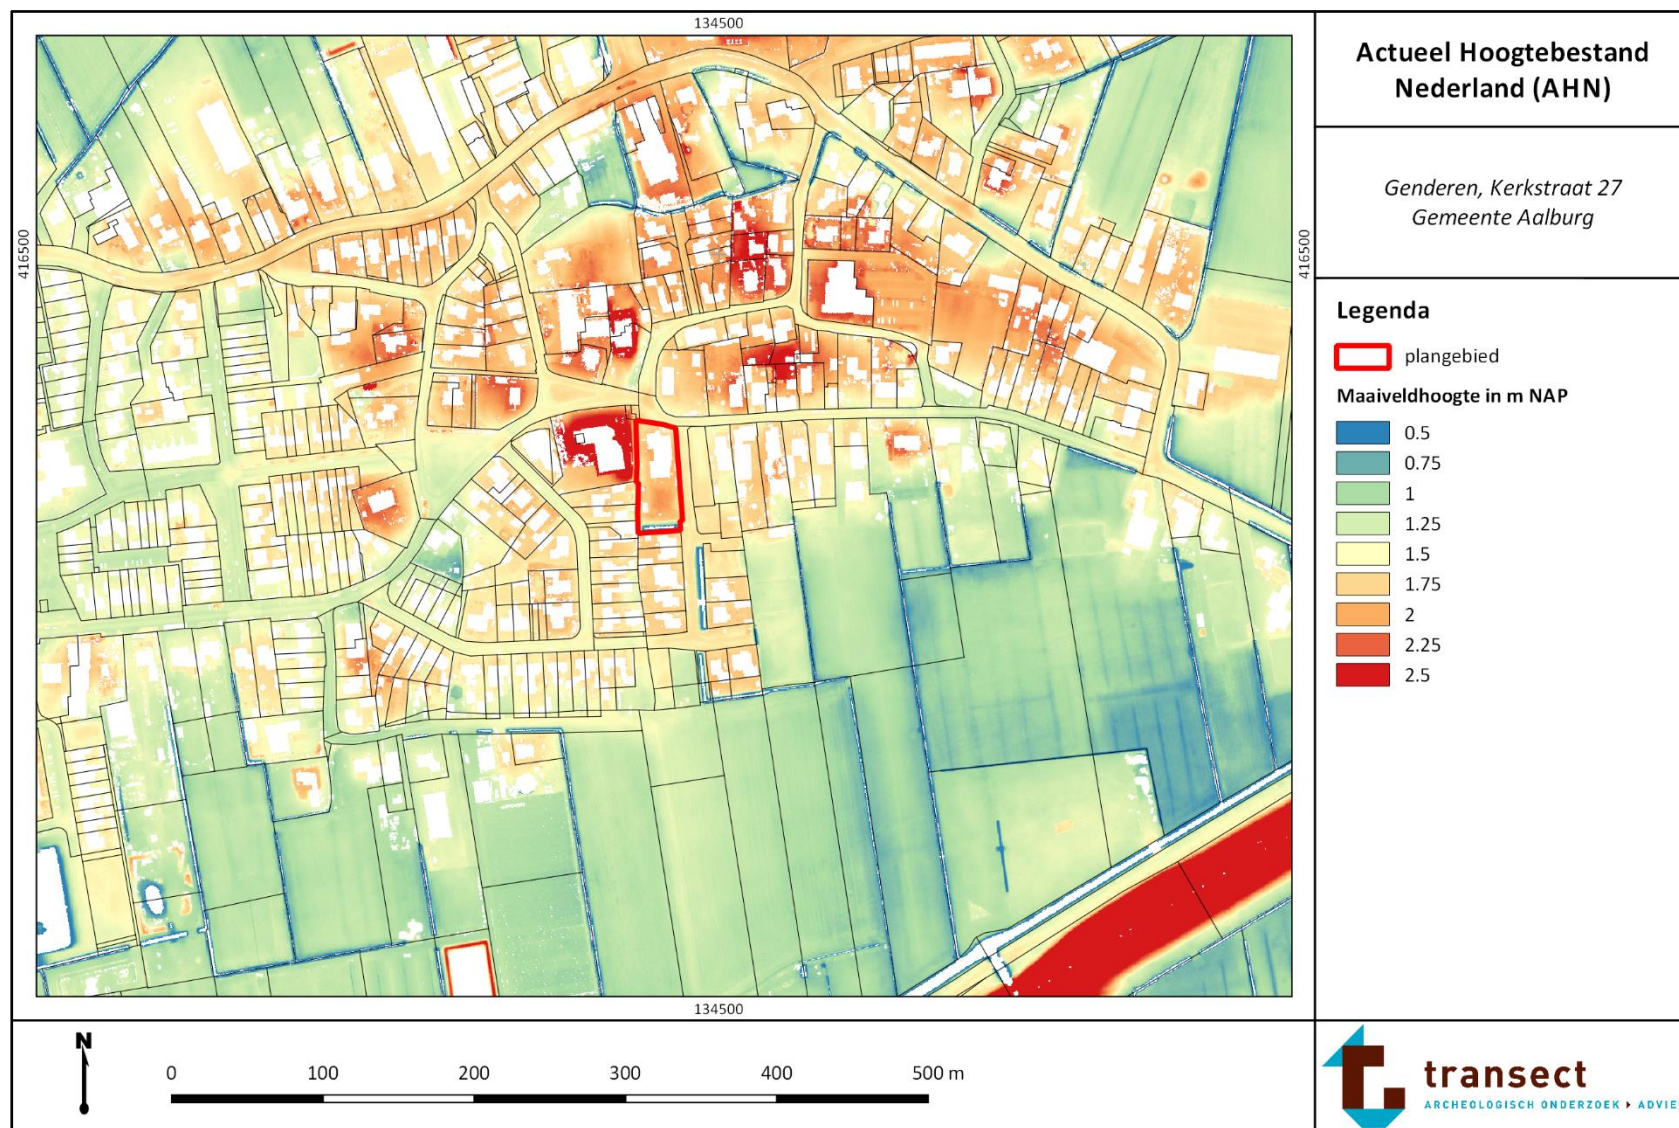 134500
Actueel Hoogtebestand
Nederland (AHN)
Genderen, Kerkstraat 27
Gemeente Aalburg
416500
416500
Legenda
plangebied
Maaiveldhoogte in m NAP
0.5
0.75
1
1.25
1.5
1.75
2
2.25
2.5
134500
N
0 100 200 300 400 500 m
transect
ARCHEOLOGISCH ONDERZOEK ADVIE